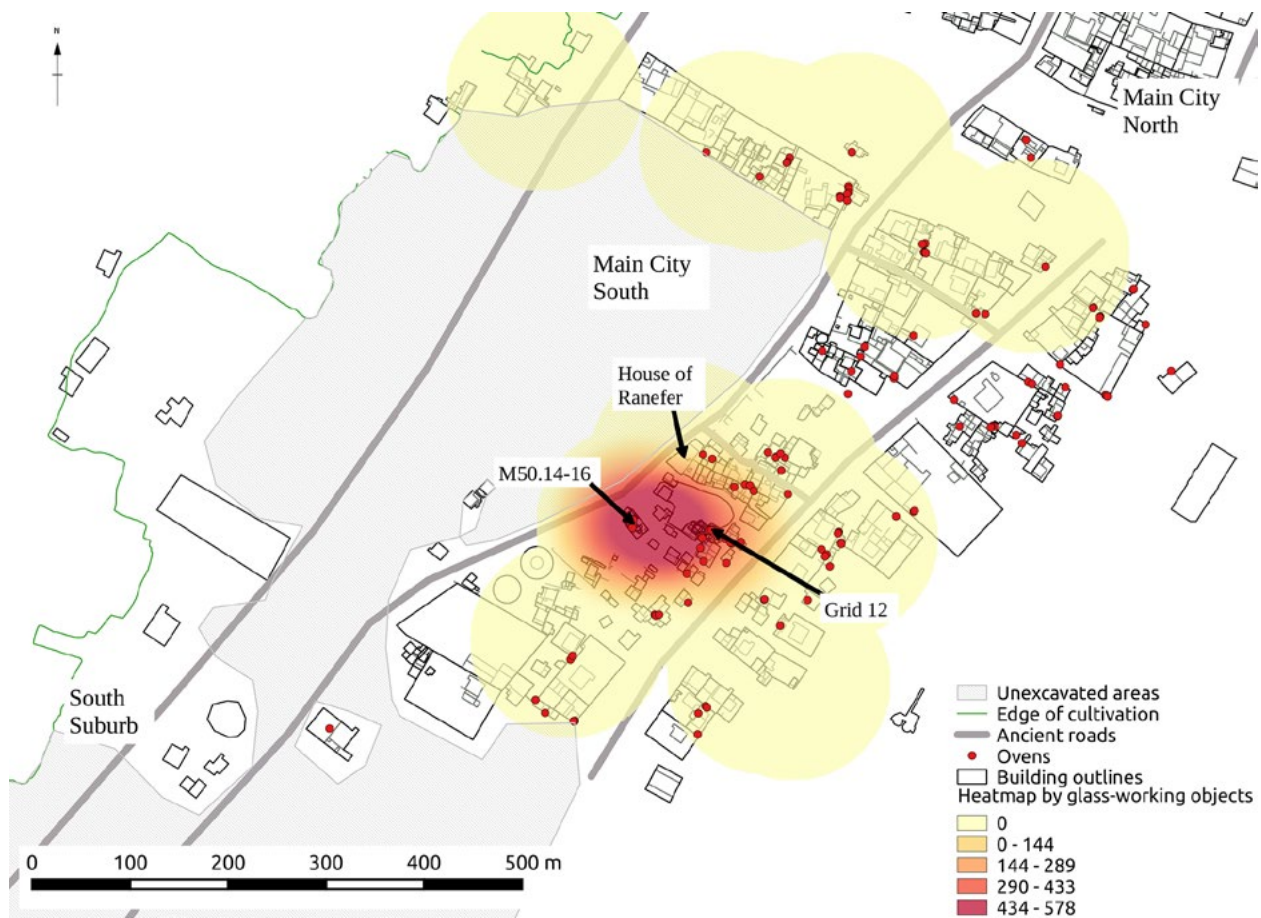 N
Main City
North
Main City
South
House of
Ranefer
M50.14-16
Grid 12
South
Suburb
Unexcavated areas
Edge of cultivation
Ancient roads
Ovens
Building outlines
Heatmap by glass-working objects
0
0 - 144
144 - 289
290 - 433
434 - 578
0 100 200 300 400 500 m